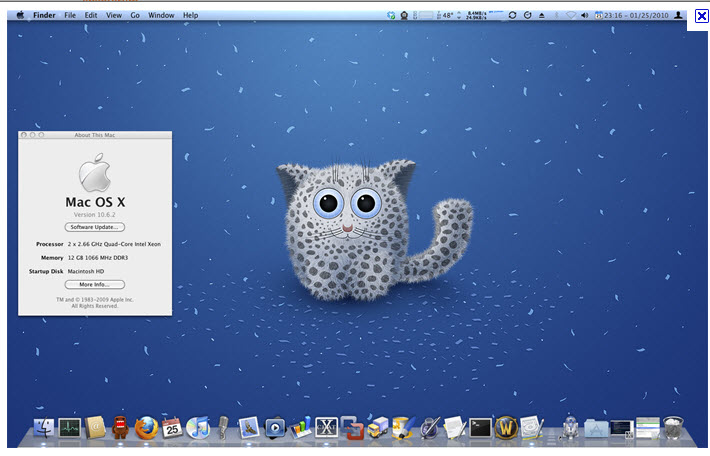 Finder File Edit View Go Window Help
48° 23:16 - 01/25/2010
8.4MB/s
24.9KB/s
About This Mac
Mac OS X
Version 10.6.2
Software Update...
Processor 2 x 2.66 GHz Quad-Core Intel Xeon
Memory 12 GB 1066 MHz DDR3
Startup Disk Macintosh HD
More Info...
TM and © 1983-2009 Apple Inc.
All Rights Reserved.
25
X
W